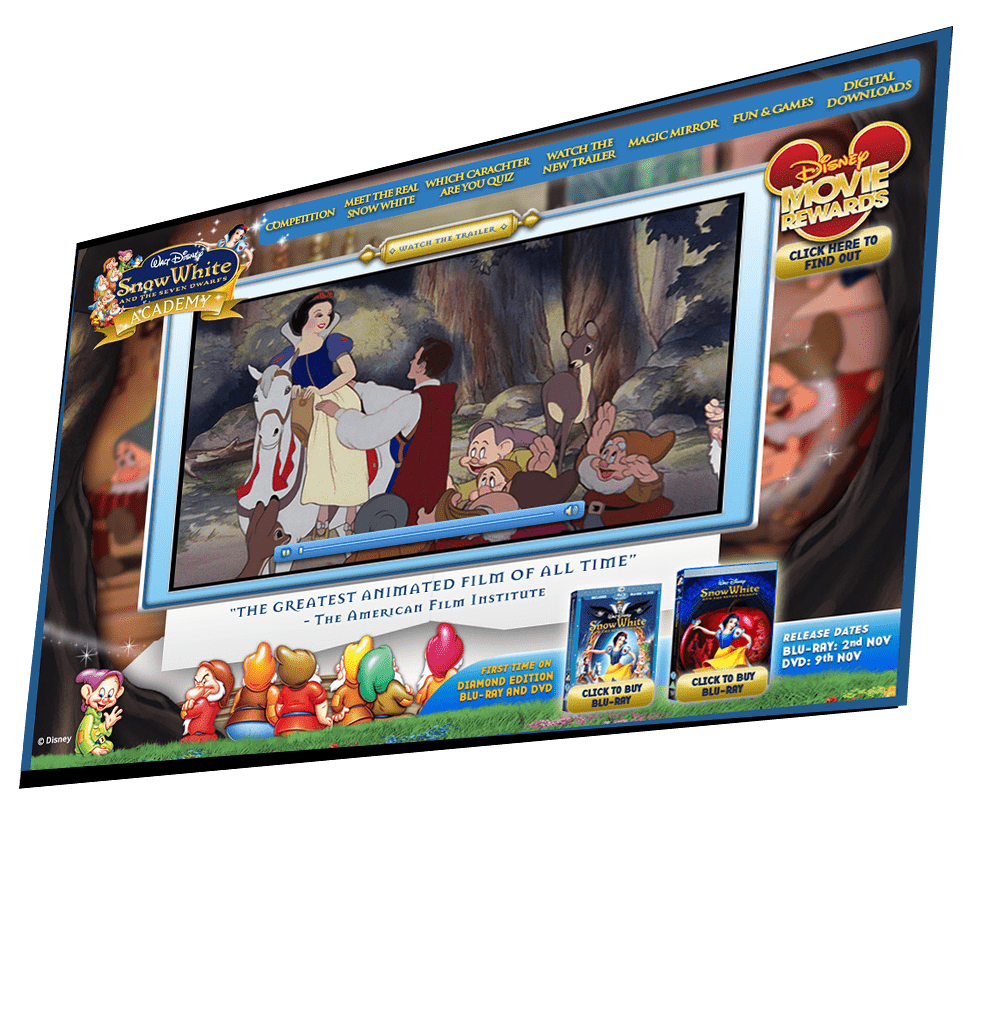 COMPETITION
MEET THE REAL
SNOW WHITE
WHICH CARACHTER
ARE YOU QUIZ
WATCH THE
NEW TRAILER
MAGIC MIRROR
FUN & GAMES
DIGITAL
DOWNLOADS
Walt Disney's
Snow White
AND THE SEVEN DWARFS
ACADEMY
WATCH THE TRAILER
Disney
MOVIE
REWARDS
CLICK HERE TO
FIND OUT
"THE GREATEST ANIMATED FILM OF ALL TIME"
- THE AMERICAN FILM INSTITUTE
FIRST TIME ON
DIAMOND EDITION
BLU-RAY AND DVD
Snow White
CLICK TO BUY
BLU-RAY
Walt Disney's
Snow White
CLICK TO BUY
BLU-RAY
RELEASE DATES
BLU-RAY: 2nd NOV
DVD: 9th NOV
© Disney